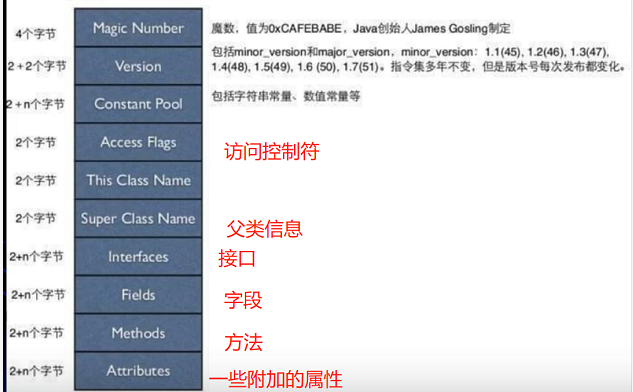 4个字节 Magic Number 魔数，值为0xCAFEBABE，Java创始人James Gosling制定
2＋2个字节 Version 包括minor_version和major_version，minor_version：1.1(45), 1.2(46), 1.3(47),
1.4(48), 1.5(49), 1.6 (50), 1.7(51)。指令集多年不变，但是版本号每次发布都变化。
2＋n个字节 Constant Pool 包括字符串常量、数值常量等
2个字节 Access Flags 访问控制符
2个字节 This Class Name
2个字节 Super Class Name 父类信息
2+n个字节 Interfaces 接口
2+n个字节 Fields 字段
2+n个字节 Methods 方法
2+n个字节 Attributes 一些附加的属性